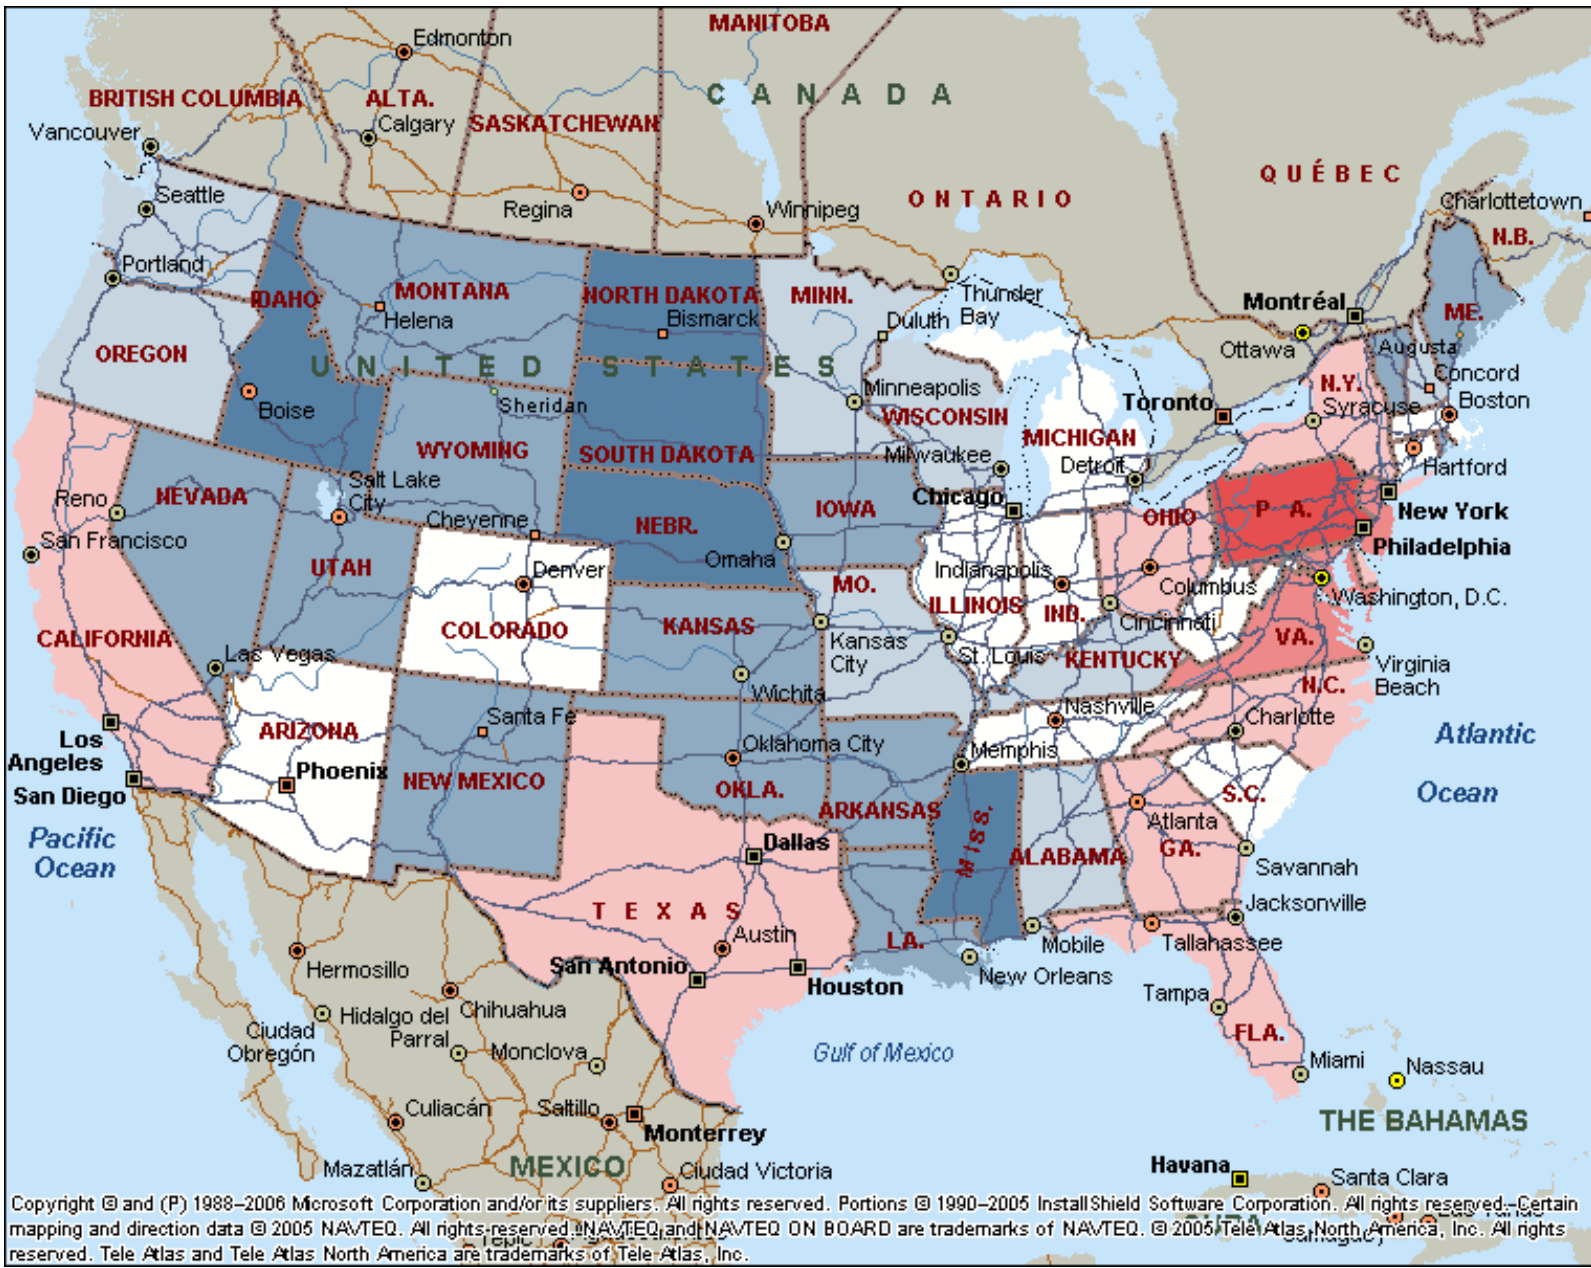 MANITOBA
Edmonton
CANADA
BRITISH COLUMBIA
ALTA.
Calgary
SASKATCHEWAN
Vancouver
QUÉBEC
ONTARIO
Seattle
Regina
Winnipeg
Charlottetown
N.B.
Portland
IDAHO
MONTANA
Helena
NORTH DAKOTA
Bismarck
MINN.
Duluth
Thunder
Bay
Montréal
ME.
Ottawa
Augusta
OREGON
UNITED STATES
Boise
Sheridan
Minneapolis
WISCONSIN
Toronto
N.Y.
Syracuse
Concord
Boston
WYOMING
SOUTH DAKOTA
Milwaukee
MICHIGAN
Detroit
Hartford
Reno
NEVADA
Salt Lake
City
Cheyenne
NEBR.
IOWA
Chicago
OHIO
P.A.
New York
San Francisco
UTAH
Denver
Omaha
Philadelphia
MO.
Indianapolis
Columbus
Washington, D.C.
CALIFORNIA
COLORADO
KANSAS
ILLINOIS
IND.
Cincinnati
VA.
Las Vegas
Kansas
City
St. Louis
KENTUCKY
Virginia
Beach
Wichita
N.C.
Los
Angeles
ARIZONA
Santa Fe
Nashville
Charlotte
Atlantic
Ocean
Oklahoma City
Memphis
San Diego
Phoenix
NEW MEXICO
OKLA.
ARKANSAS
MISS.
S.C.
Pacific
Ocean
Dallas
ALABAMA
Atlanta
GA.
Savannah
TEXAS
Austin
LA.
Mobile
Tallahassee
Jacksonville
Hermosillo
San Antonio
Houston
New Orleans
Tampa
Chihuahua
Ciudad
Obregón
Hidalgo del
Parral
Monclova
Gulf of Mexico
FLA.
Miami
Nassau
Culiacán
Saltillo
Monterrey
THE BAHAMAS
Mazatlán
MEXICO
Ciudad Victoria
Havana
Santa Clara
Copyright © and (P) 1988–2006 Microsoft Corporation and/or its suppliers. All rights reserved. Portions © 1990–2005 InstallShield Software Corporation. All rights reserved. Certain
mapping and direction data © 2005 NAVTEQ. All rights reserved. NAVTEQ and NAVTEQ ON BOARD are trademarks of NAVTEQ. © 2005 Tele Atlas North America, Inc. All rights
reserved. Tele Atlas and Tele Atlas North America are trademarks of Tele Atlas, Inc.